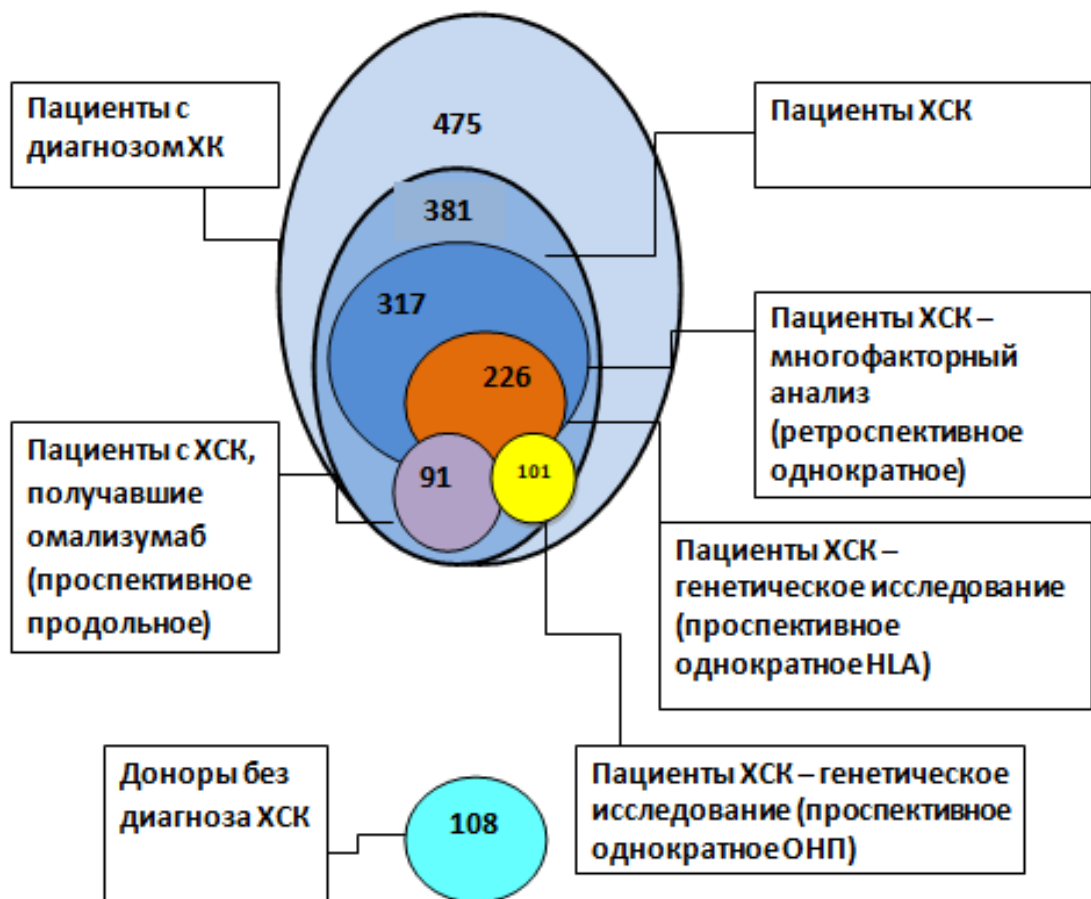 Пациенты с
диагнозом ХК
475
Пациенты ХСК
381
317
Пациенты ХСК –
многофакторный
анализ
(ретроспективное
однократное)
226
Пациенты с ХСК,
получавшие
омализумаб
(проспективное
продольное)
91
101
Пациенты ХСК –
генетическое исследование
(проспективное
однократное HLA)
Доноры без
диагноза ХСК
108
Пациенты ХСК – генетическое
исследование (проспективное
однократное ОНП)